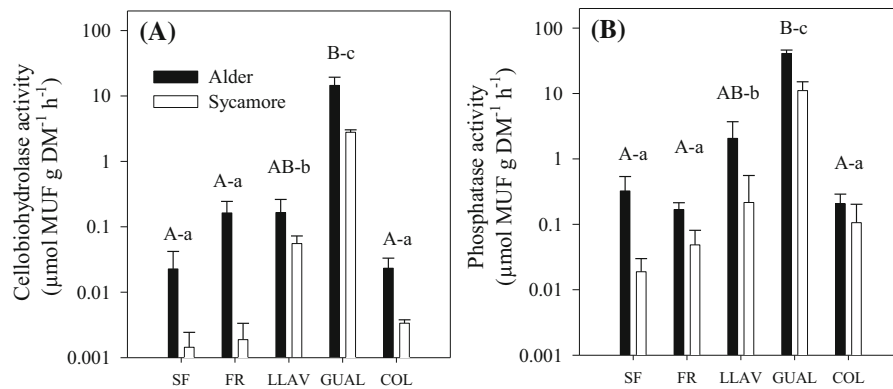 (A)
Cellobiohydrolase activity
(µmol MUF g DM⁻¹ h⁻¹)
100
10
1
0.1
0.01
0.001
Alder
Sycamore
A-a
A-a
AB-b
B-c
A-a
SF
FR
LLAV
GUAL
COL
(B)
Phosphatase activity
(µmol MUF g DM⁻¹ h⁻¹)
100
10
1
0.1
0.01
0.001
A-a
A-a
AB-b
B-c
A-a
SF
FR
LLAV
GUAL
COL